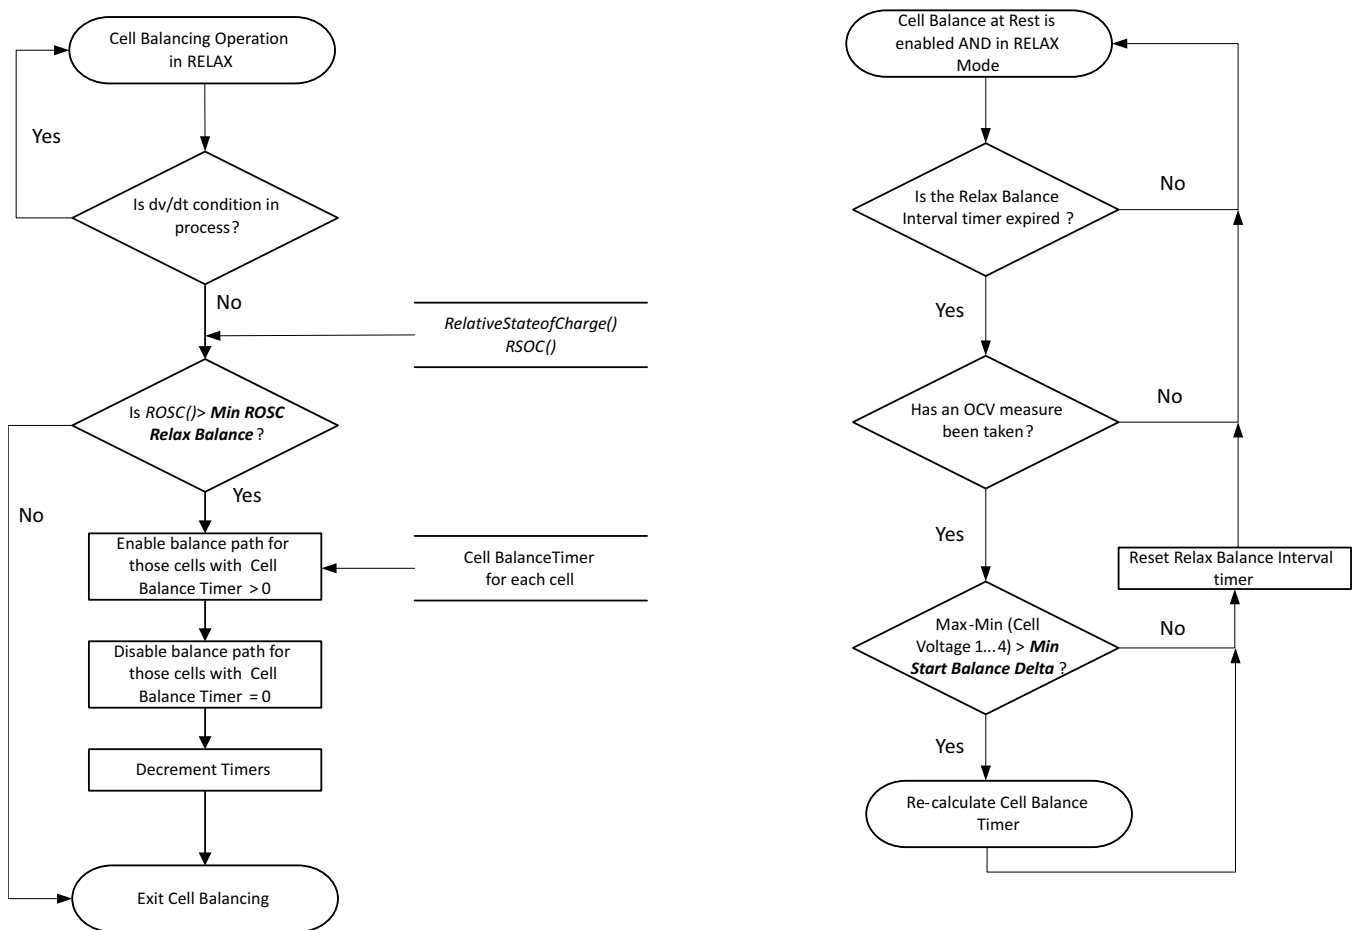 Cell Balancing Operation
in RELAX
Yes
Is dv/dt condition in
process?
No
RelativeStateofCharge()
RSOC()
Is ROSC()> Min ROSC
Relax Balance ?
No
Yes
Enable balance path for
those cells with Cell
Balance Timer > 0
Cell BalanceTimer
for each cell
Disable balance path for
those cells with Cell
Balance Timer = 0
Decrement Timers
Exit Cell Balancing
Cell Balance at Rest is
enabled AND in RELAX
Mode
Is the Relax Balance
Interval timer expired ?
No
Yes
Has an OCV measure
been taken?
No
Yes
Reset Relax Balance Interval
timer
Max-Min (Cell
Voltage 1...4) > Min
Start Balance Delta ?
No
Yes
Re-calculate Cell Balance
Timer